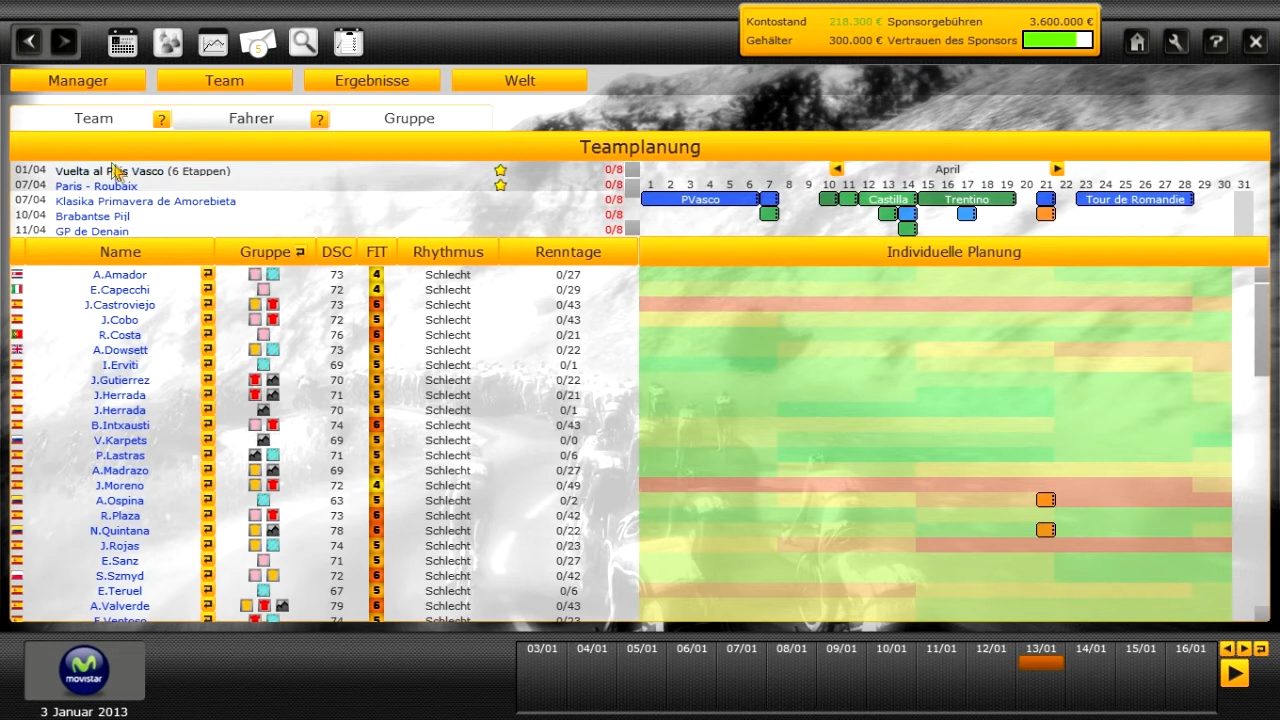 Kontostand 218.300 € Sponsorgebühren 3.600.000 €
Gehälter 300.000 € Vertrauen des Sponsors
5
Manager Team Ergebnisse Welt
Team ? Fahrer ? Gruppe
Teamplanung
01/04 Vuelta al País Vasco (6 Etappen) 0/8
April
07/04 Paris - Roubaix 0/8
1 2 3 4 5 6 7 8 9 10 11 12 13 14 15 16 17 18 19 20 21 22 23 24 25 26 27 28 29 30 31
07/04 Klasika Primavera de Amorebieta 0/8
PVasco Castilla Trentino Tour de Romandie
10/04 Brabantse Pijl 0/8
11/04 GP de Denain 0/8
Name Gruppe DSC FIT Rhythmus Renntage Individuelle Planung
A.Amador 73 4 Schlecht 0/27
E.Capecchi 72 4 Schlecht 0/29
J.Castroviejo 73 6 Schlecht 0/43
J.Cobo 72 5 Schlecht 0/43
R.Costa 76 6 Schlecht 0/21
A.Dowsett 73 5 Schlecht 0/22
I.Erviti 69 5 Schlecht 0/1
J.Gutierrez 70 5 Schlecht 0/22
J.Herrada 71 5 Schlecht 0/21
J.Herrada 70 5 Schlecht 0/1
B.Intxausti 74 6 Schlecht 0/43
V.Karpets 69 5 Schlecht 0/0
P.Lastras 71 5 Schlecht 0/6
A.Madrazo 69 5 Schlecht 0/27
J.Moreno 72 4 Schlecht 0/49
A.Ospina 63 5 Schlecht 0/2
R.Plaza 73 6 Schlecht 0/42
N.Quintana 78 6 Schlecht 0/22
J.Rojas 74 5 Schlecht 0/23
E.Sanz 71 5 Schlecht 0/27
S.Szmyd 72 6 Schlecht 0/42
E.Teruel 67 5 Schlecht 0/6
A.Valverde 79 6 Schlecht 0/43
F.Ventoso 74 5 Schlecht 0/23
03/01 04/01 05/01 06/01 07/01 08/01 09/01 10/01 11/01 12/01 13/01 14/01 15/01 16/01
movistar
3 Januar 2013